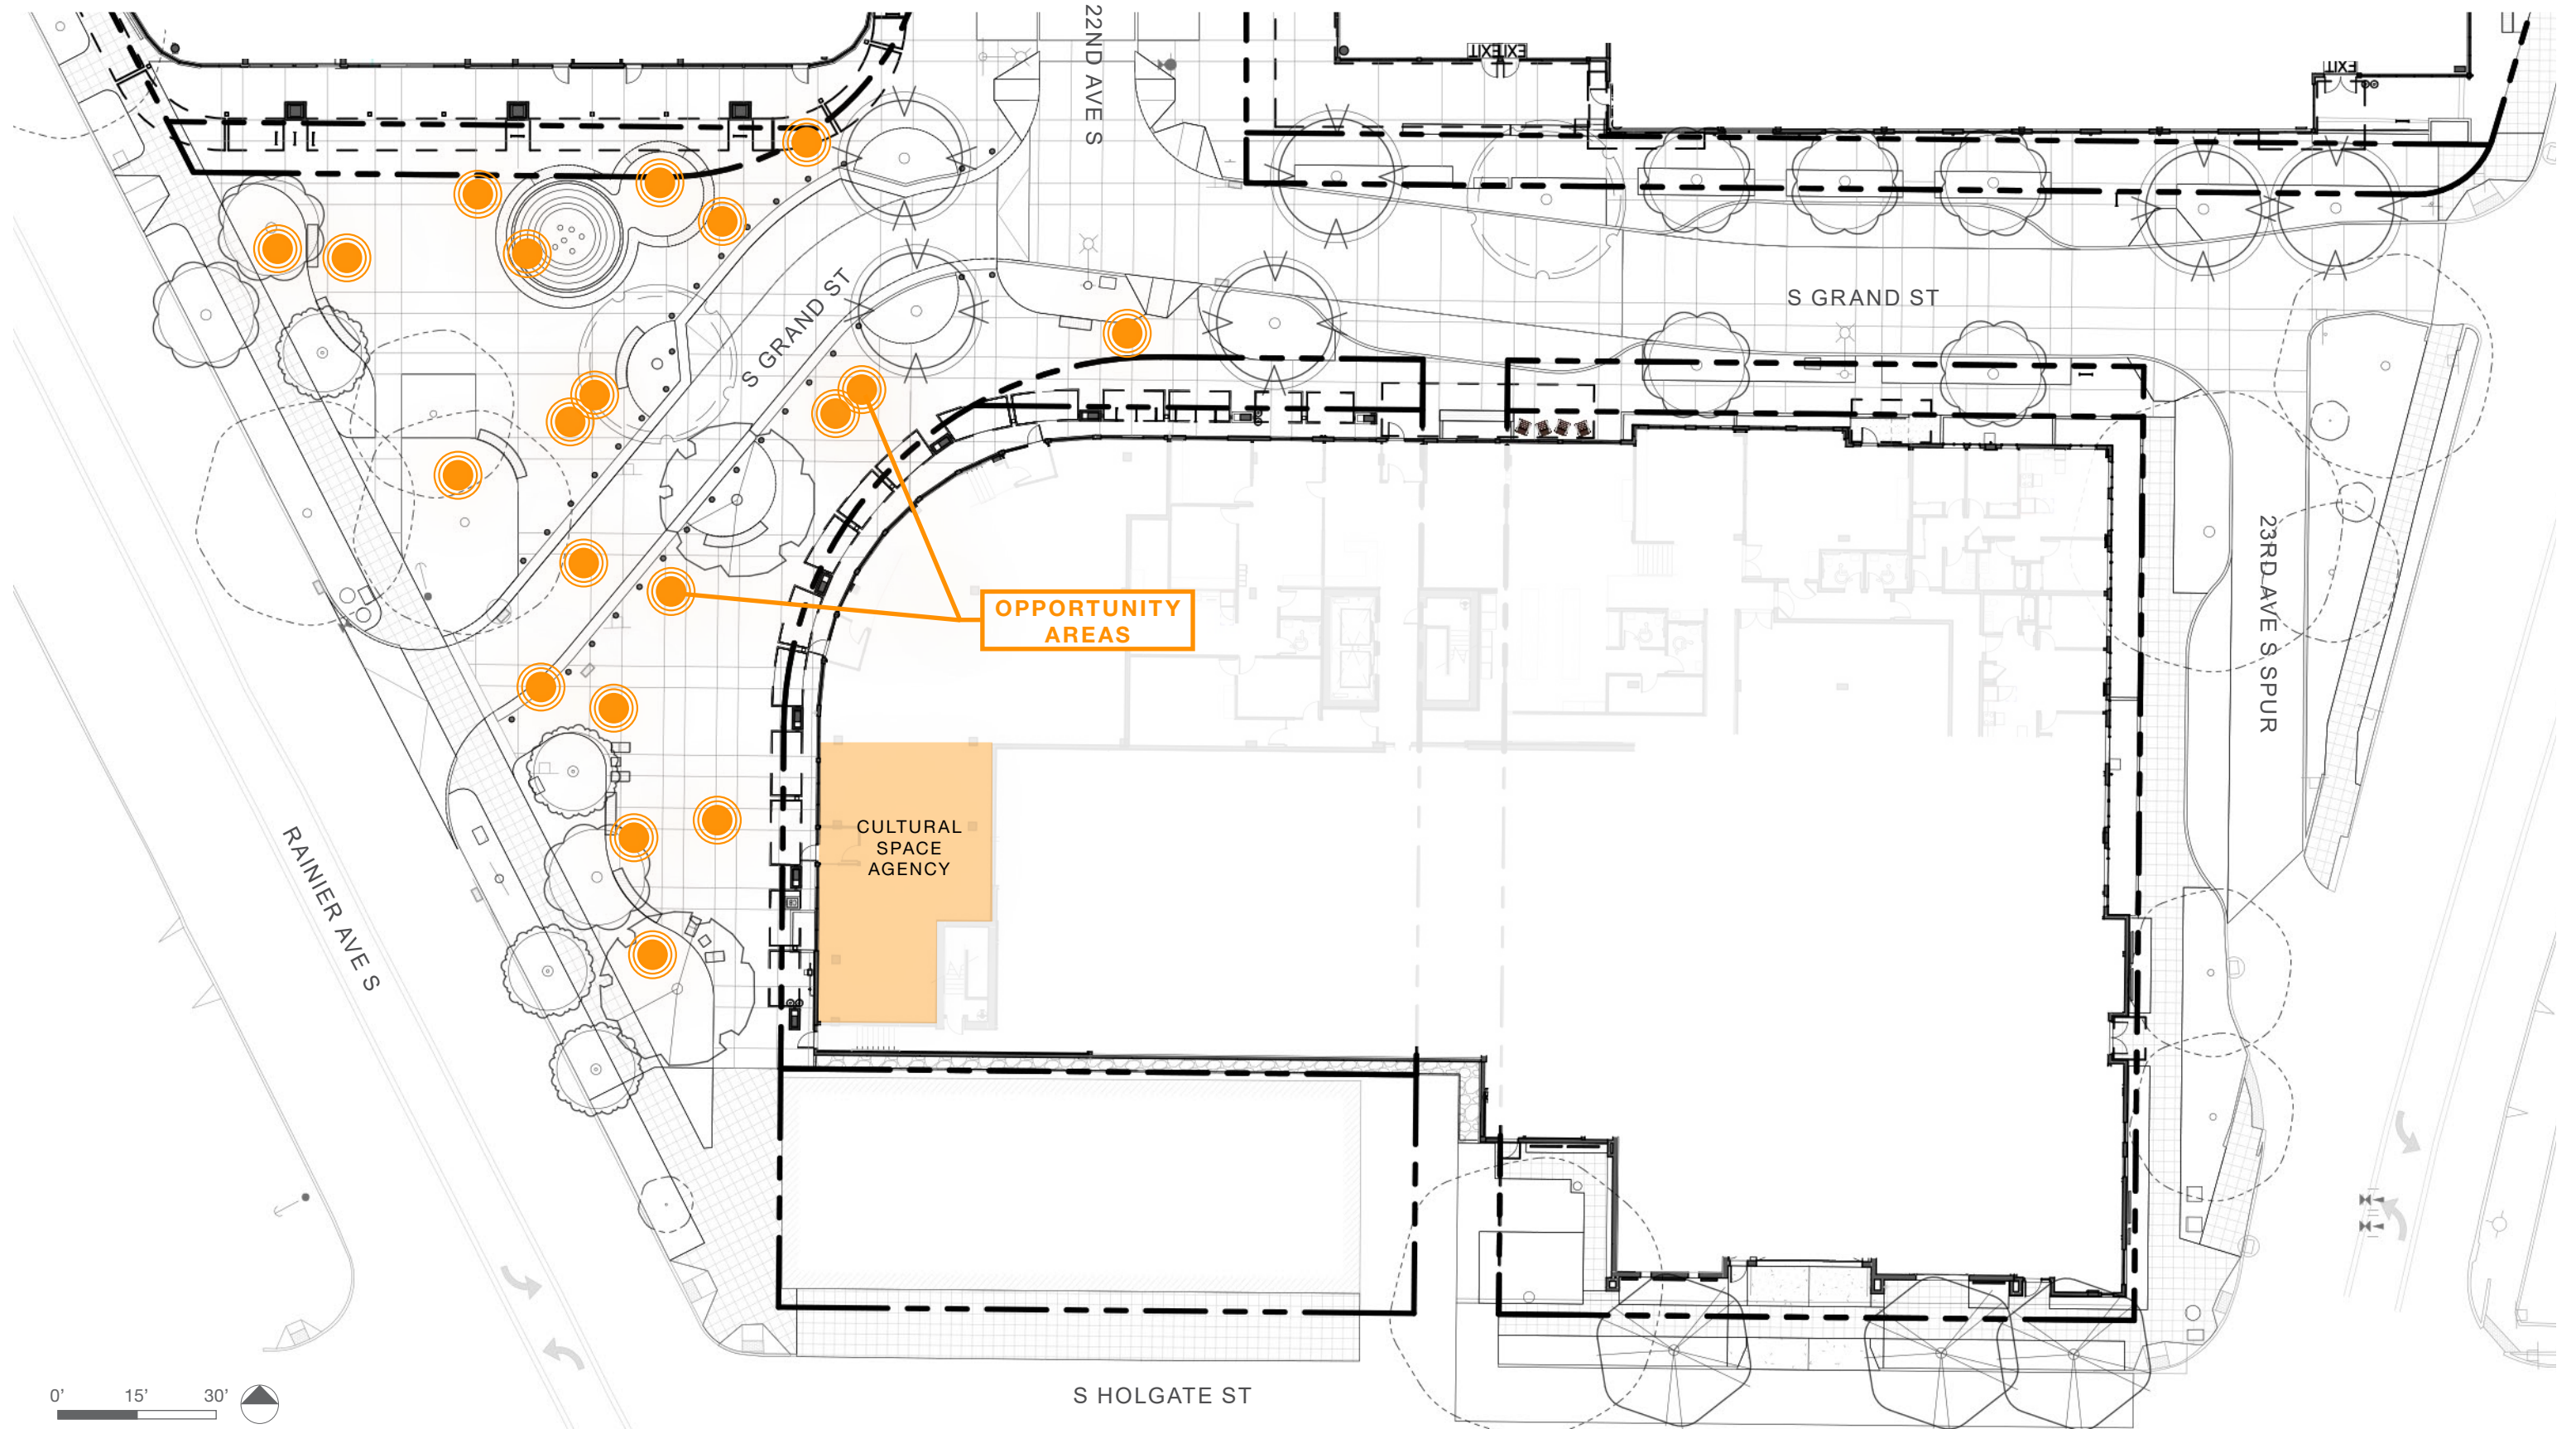 22ND AVE S
EXIT
EXIT
EXIT
S GRAND ST
S GRAND ST
OPPORTUNITY
AREAS
23RD AVE S SPUR
CULTURAL
SPACE
AGENCY
RAINIER AVE S
S HOLGATE ST
0' 15' 30'